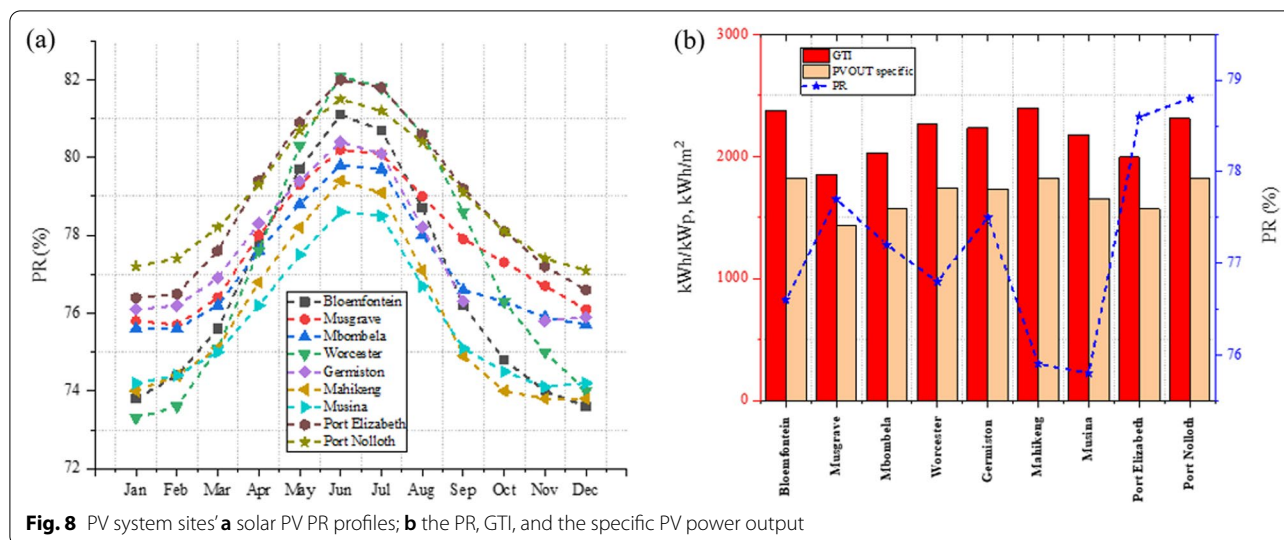 (a)
82
80
78
76
74
72
PR (%)
Bloemfontein
Musgrave
Mbombela
Worcester
Germiston
Mahikeng
Musina
Port Elizabeth
Port Nolloth
Jan Feb Mar Apr May Jun Jul Aug Sep Oct Nov Dec
(b)
3000
2000
1000
0
kWh/kWp, kWh/m²
GTI
PVOUT specific
PR
79
78
77
76
PR (%)
Bloemfontein
Musgrave
Mbombela
Worcester
Germiston
Mahikeng
Musina
Port Elizabeth
Port Nolloth
Fig. 8 PV system sites' a solar PV PR profiles; b the PR, GTI, and the specific PV power output